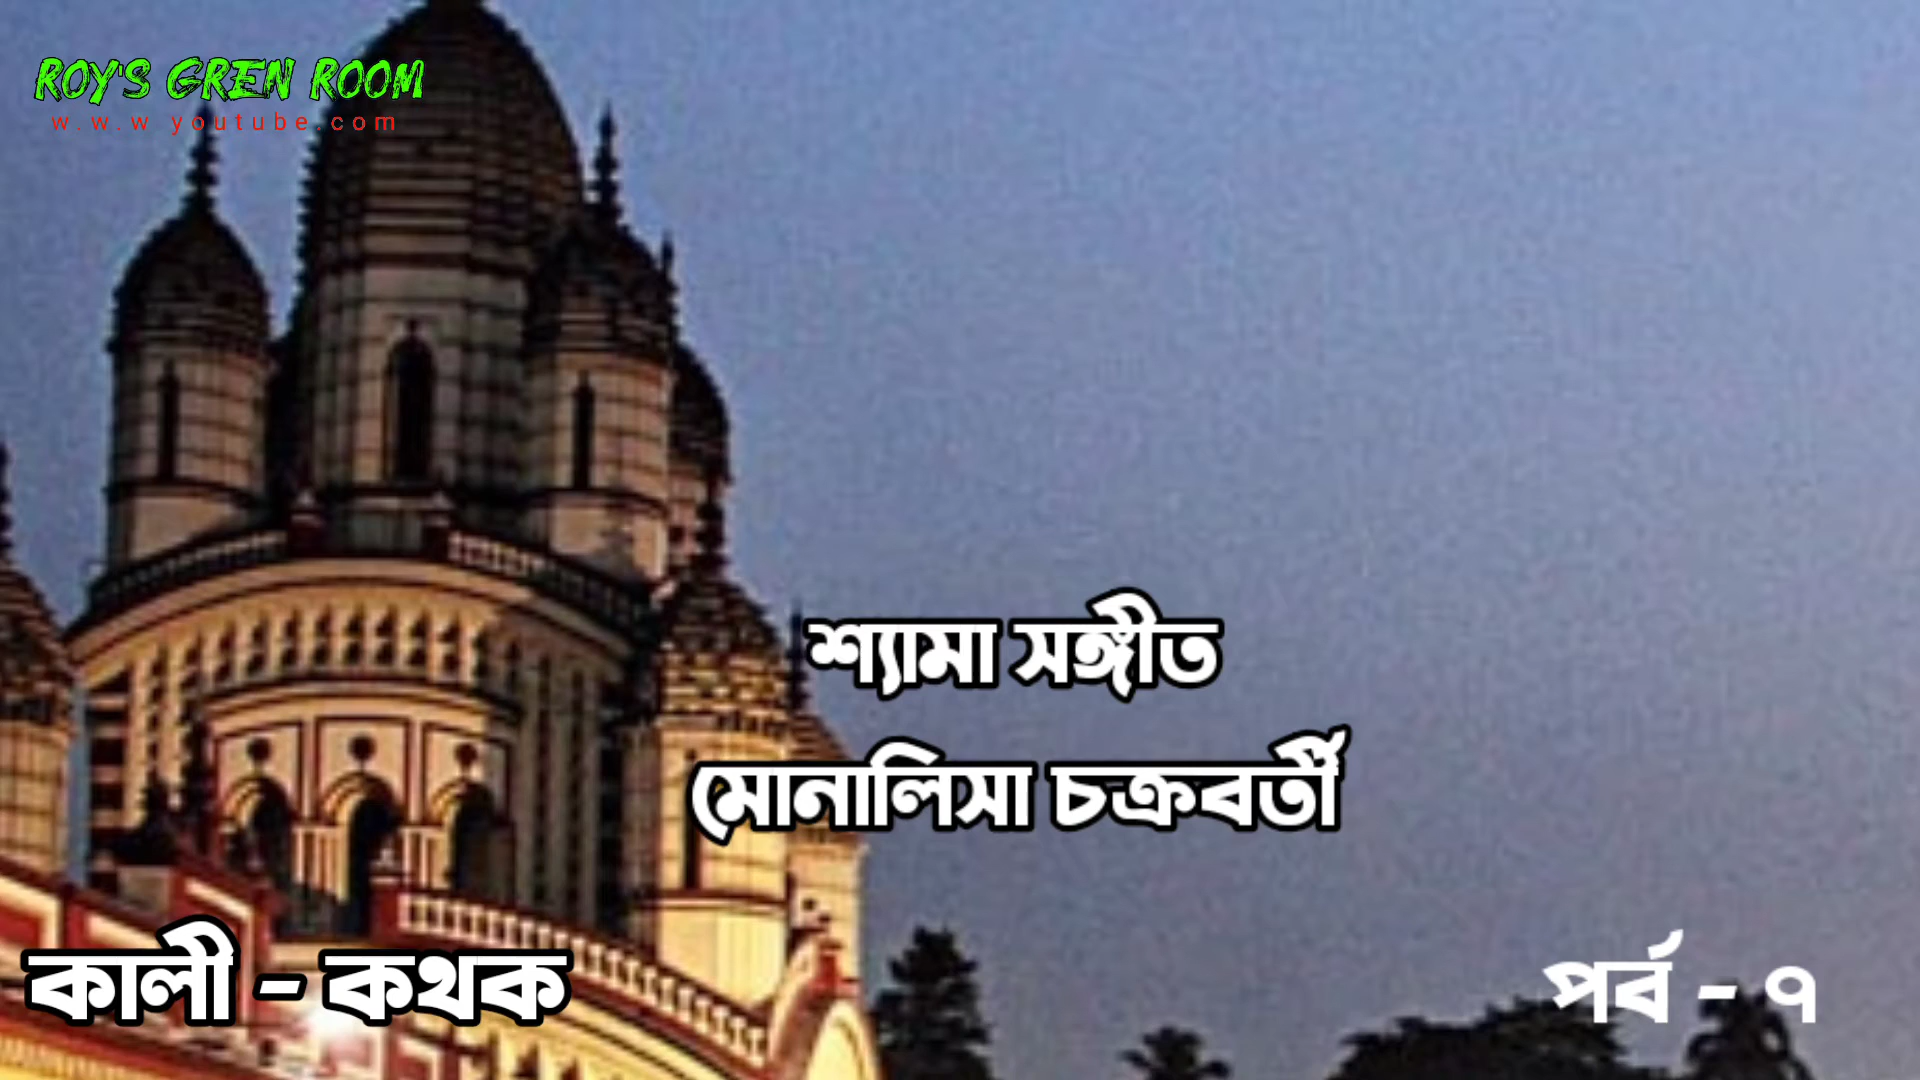 ROY'S GREN ROOM
w.w.w youtube.com
শ্যামা সঙ্গীত
মোনালিসা চক্রবর্তী
কালী - কথক
পর্ব - ৭